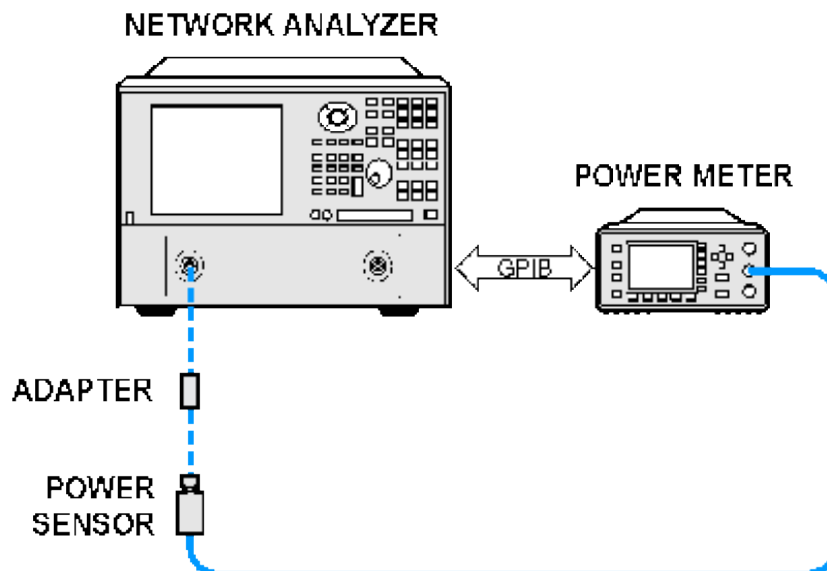 NETWORK ANALYZER
POWER METER
GPIB
ADAPTER
POWER
SENSOR